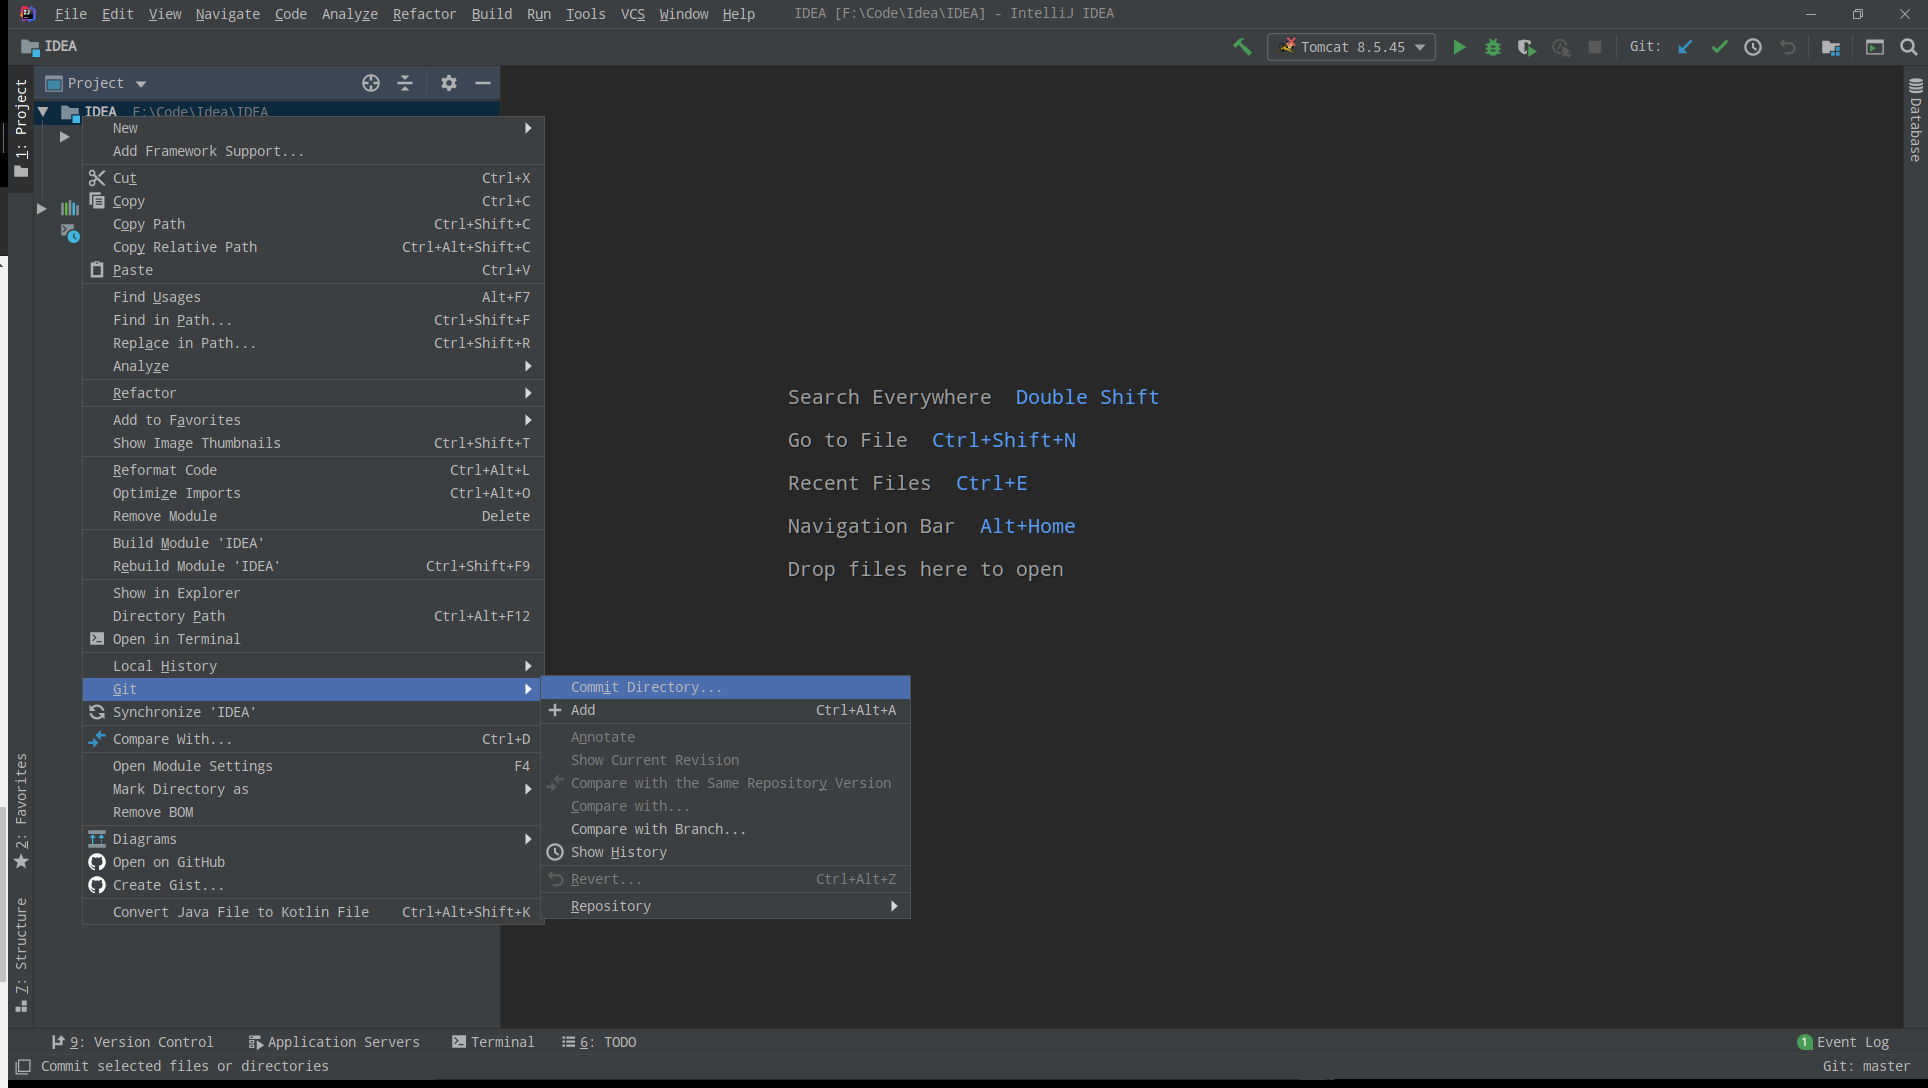 File Edit View Navigate Code Analyze Refactor Build Run Tools VCS Window Help IDEA [F:\Code\Idea\IDEA] - IntelliJ IDEA
IDEA
Tomcat 8.5.45
Git:
1: Project
Project
IDEA F:\Code\Idea\IDEA
Database
New
Add Framework Support...
Cut Ctrl+X
Copy Ctrl+C
Copy Path Ctrl+Shift+C
Copy Relative Path Ctrl+Alt+Shift+C
Paste Ctrl+V
Find Usages Alt+F7
Find in Path... Ctrl+Shift+F
Replace in Path... Ctrl+Shift+R
Analyze
Refactor
Add to Favorites
Show Image Thumbnails Ctrl+Shift+T
Reformat Code Ctrl+Alt+L
Optimize Imports Ctrl+Alt+O
Remove Module Delete
Build Module 'IDEA'
Rebuild Module 'IDEA' Ctrl+Shift+F9
Show in Explorer
Directory Path Ctrl+Alt+F12
Open in Terminal
Local History
Git
Synchronize 'IDEA'
Compare With... Ctrl+D
Open Module Settings F4
Mark Directory as
Remove BOM
Diagrams
Open on GitHub
Create Gist...
Convert Java File to Kotlin File Ctrl+Alt+Shift+K
Commit Directory...
Add Ctrl+Alt+A
Annotate
Show Current Revision
Compare with the Same Repository Version
Compare with...
Compare with Branch...
Show History
Revert... Ctrl+Alt+Z
Repository
Search Everywhere Double Shift
Go to File Ctrl+Shift+N
Recent Files Ctrl+E
Navigation Bar Alt+Home
Drop files here to open
2: Favorites
7: Structure
9: Version Control Application Servers Terminal 6: TODO 1 Event Log
Commit selected files or directories Git: master